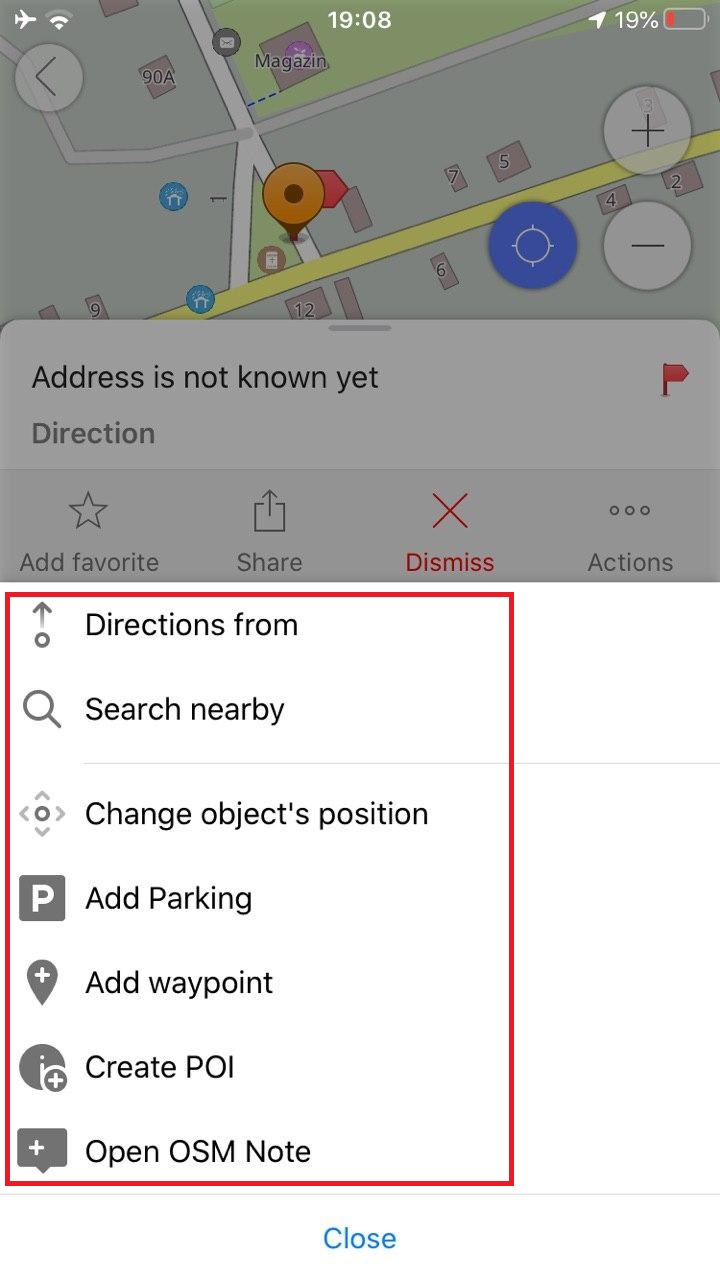 19:08
19%
90A
Magazin
3
5
7
2
4
1
6
9
12
Address is not known yet
Direction
Add favorite
Share
Dismiss
Actions
Directions from
Search nearby
Change object's position
P
Add Parking
Add waypoint
Create POI
Open OSM Note
Close